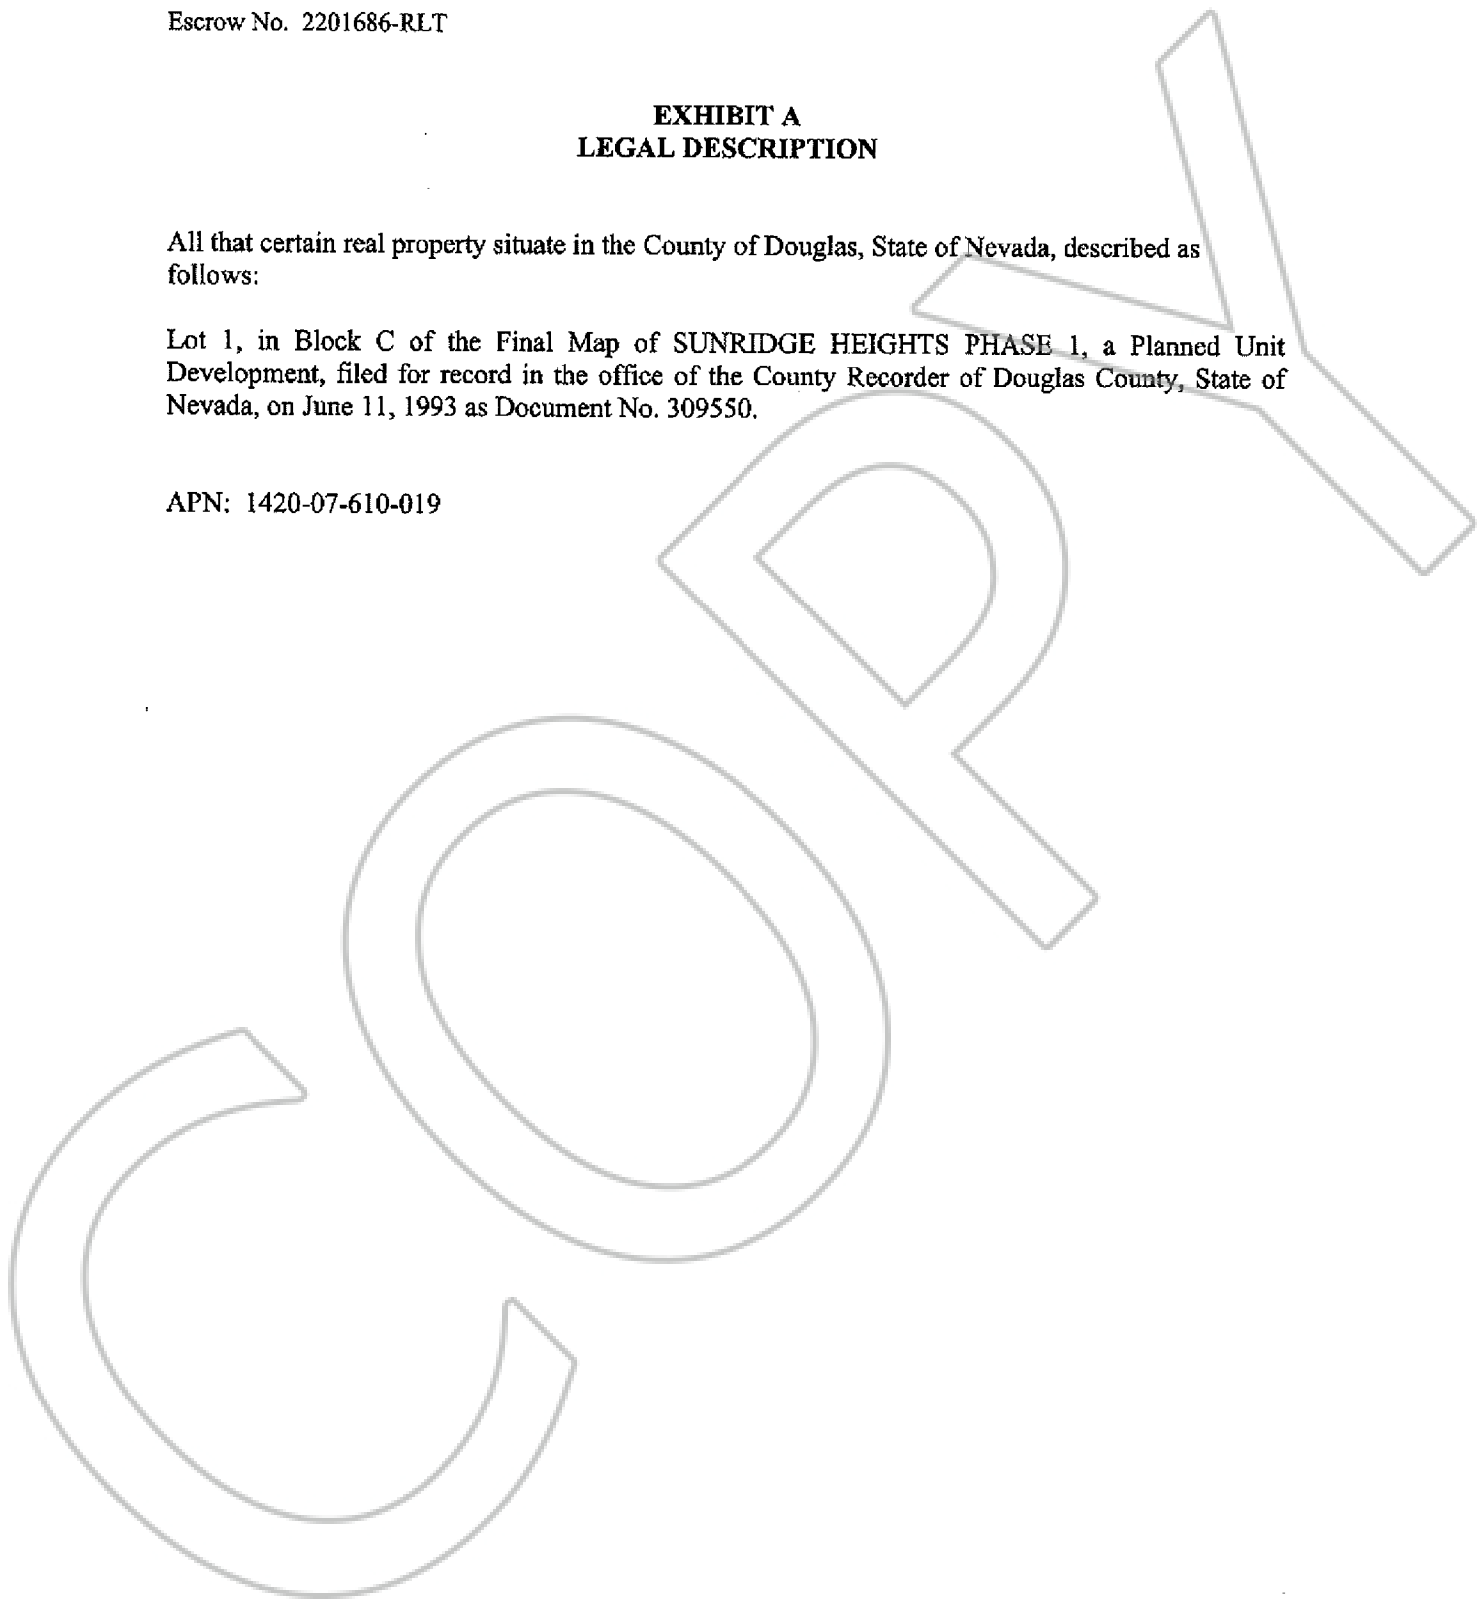 Escrow No. 2201686-RLT
EXHIBIT A
LEGAL DESCRIPTION
All that certain real property situate in the County of Douglas, State of Nevada, described as
follows:
Lot 1, in Block C of the Final Map of SUNRIDGE HEIGHTS PHASE 1, a Planned Unit
Development, filed for record in the office of the County Recorder of Douglas County, State of
Nevada, on June 11, 1993 as Document No. 309550.
APN: 1420-07-610-019
COPY